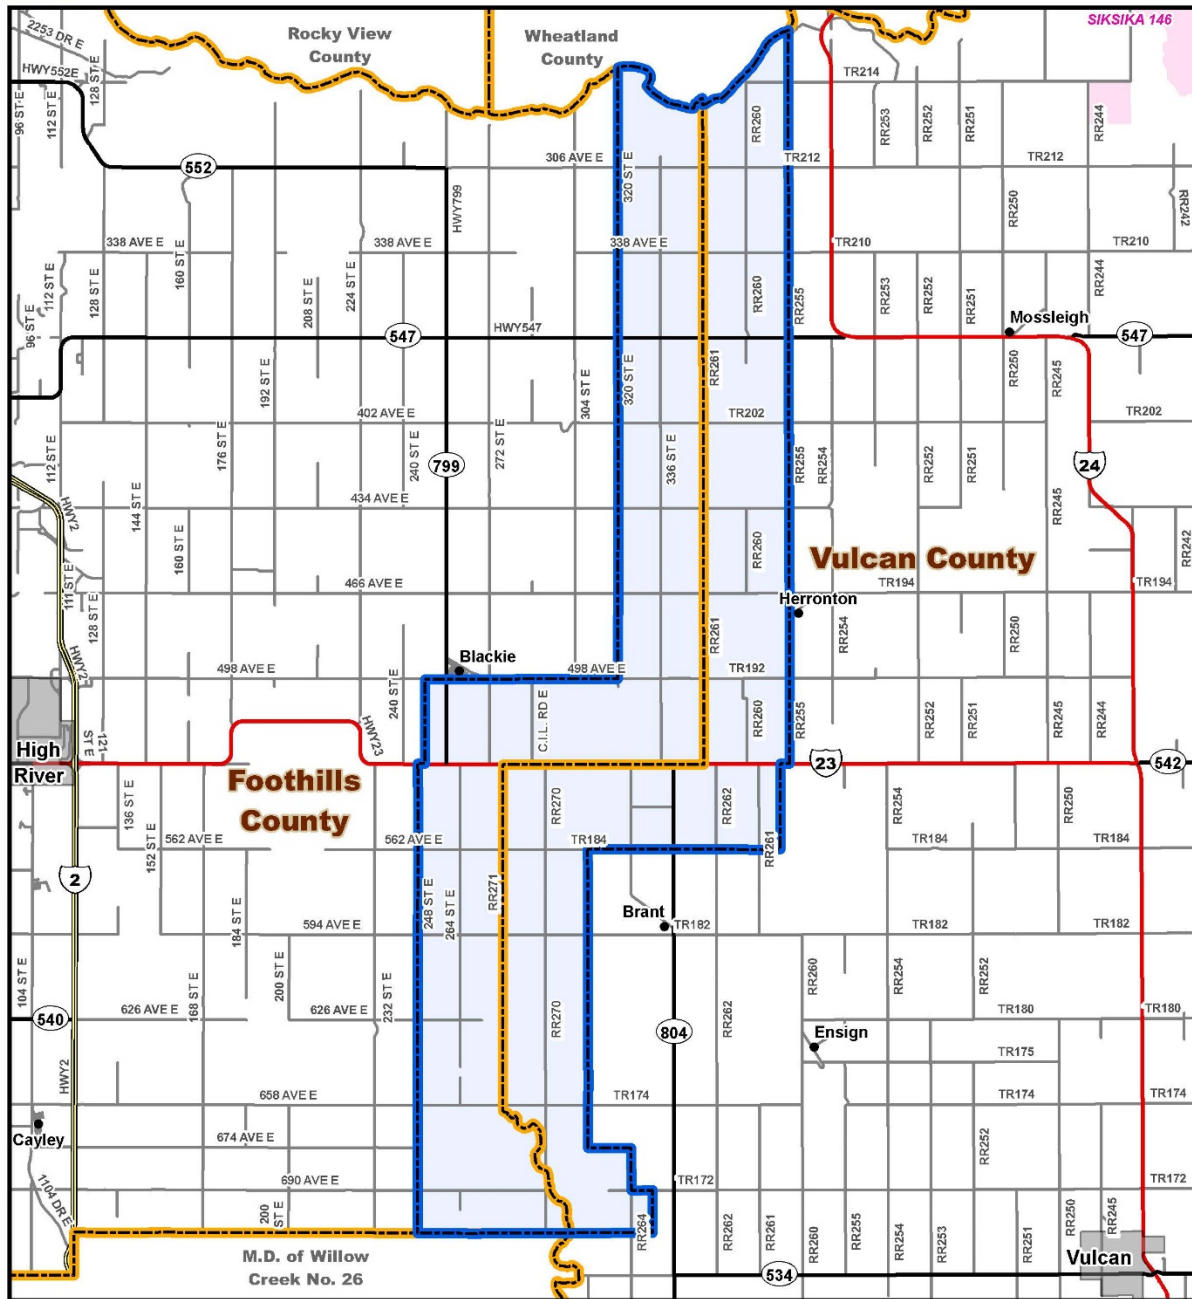 SIKSIKA 146
2253 DR E
Rocky View
County
Wheatland
County
HWY552E
128 ST E
96 ST E
112 ST E
TR214
RR260
RR253
RR252
RR251
RR244
552
306 AVE E
320 ST E
TR212
TR212
HWY799
RR250
RR242
338 AVE E
338 AVE E
338 AVE E
TR210
TR210
160 ST E
112 ST E
128 ST E
96 ST E
208 ST E
224 ST E
RR260
RR255
RR253
RR252
RR251
RR244
Mossleigh
547
HWY547
547
192 ST E
304 ST E
320 ST E
RR261
RR250
RR245
402 AVE E
TR202
TR202
112 ST E
176 ST E
240 ST E
799
272 ST E
336 ST E
RR255
RR254
RR252
RR251
24
HWY2
144 ST E
434 AVE E
RR245
160 ST E
RR260
RR242
Vulcan County
111 ST E
466 AVE E
TR194
TR194
Herronton
128 ST E
RR261
RR254
RR250
HWY2
Blackie
498 AVE E
498 AVE E
TR192
240 ST E
C.I.L. RD E
RR260
RR255
RR252
RR251
RR245
RR244
High
River
121
ST E
HWY23
23
542
Foothills
County
136 ST E
RR270
RR262
RR254
RR250
152 ST E
562 AVE E
562 AVE E
TR184
RR261
TR184
TR184
2
184 ST E
248 ST E
264 ST E
RR271
Brant
594 AVE E
TR182
TR182
TR182
104 ST E
168 ST E
200 ST E
232 ST E
RR260
RR254
RR252
540
626 AVE E
626 AVE E
RR270
804
RR262
TR180
TR180
Ensign
TR175
HWY2
658 AVE E
TR174
TR174
TR174
Cayley
674 AVE E
RR252
690 AVE E
TR172
TR172
1104 DR E
200
ST E
RR264
RR262
RR261
RR260
RR255
RR254
RR253
RR251
RR250
RR245
M.D. of Willow
Creek No. 26
534
Vulcan